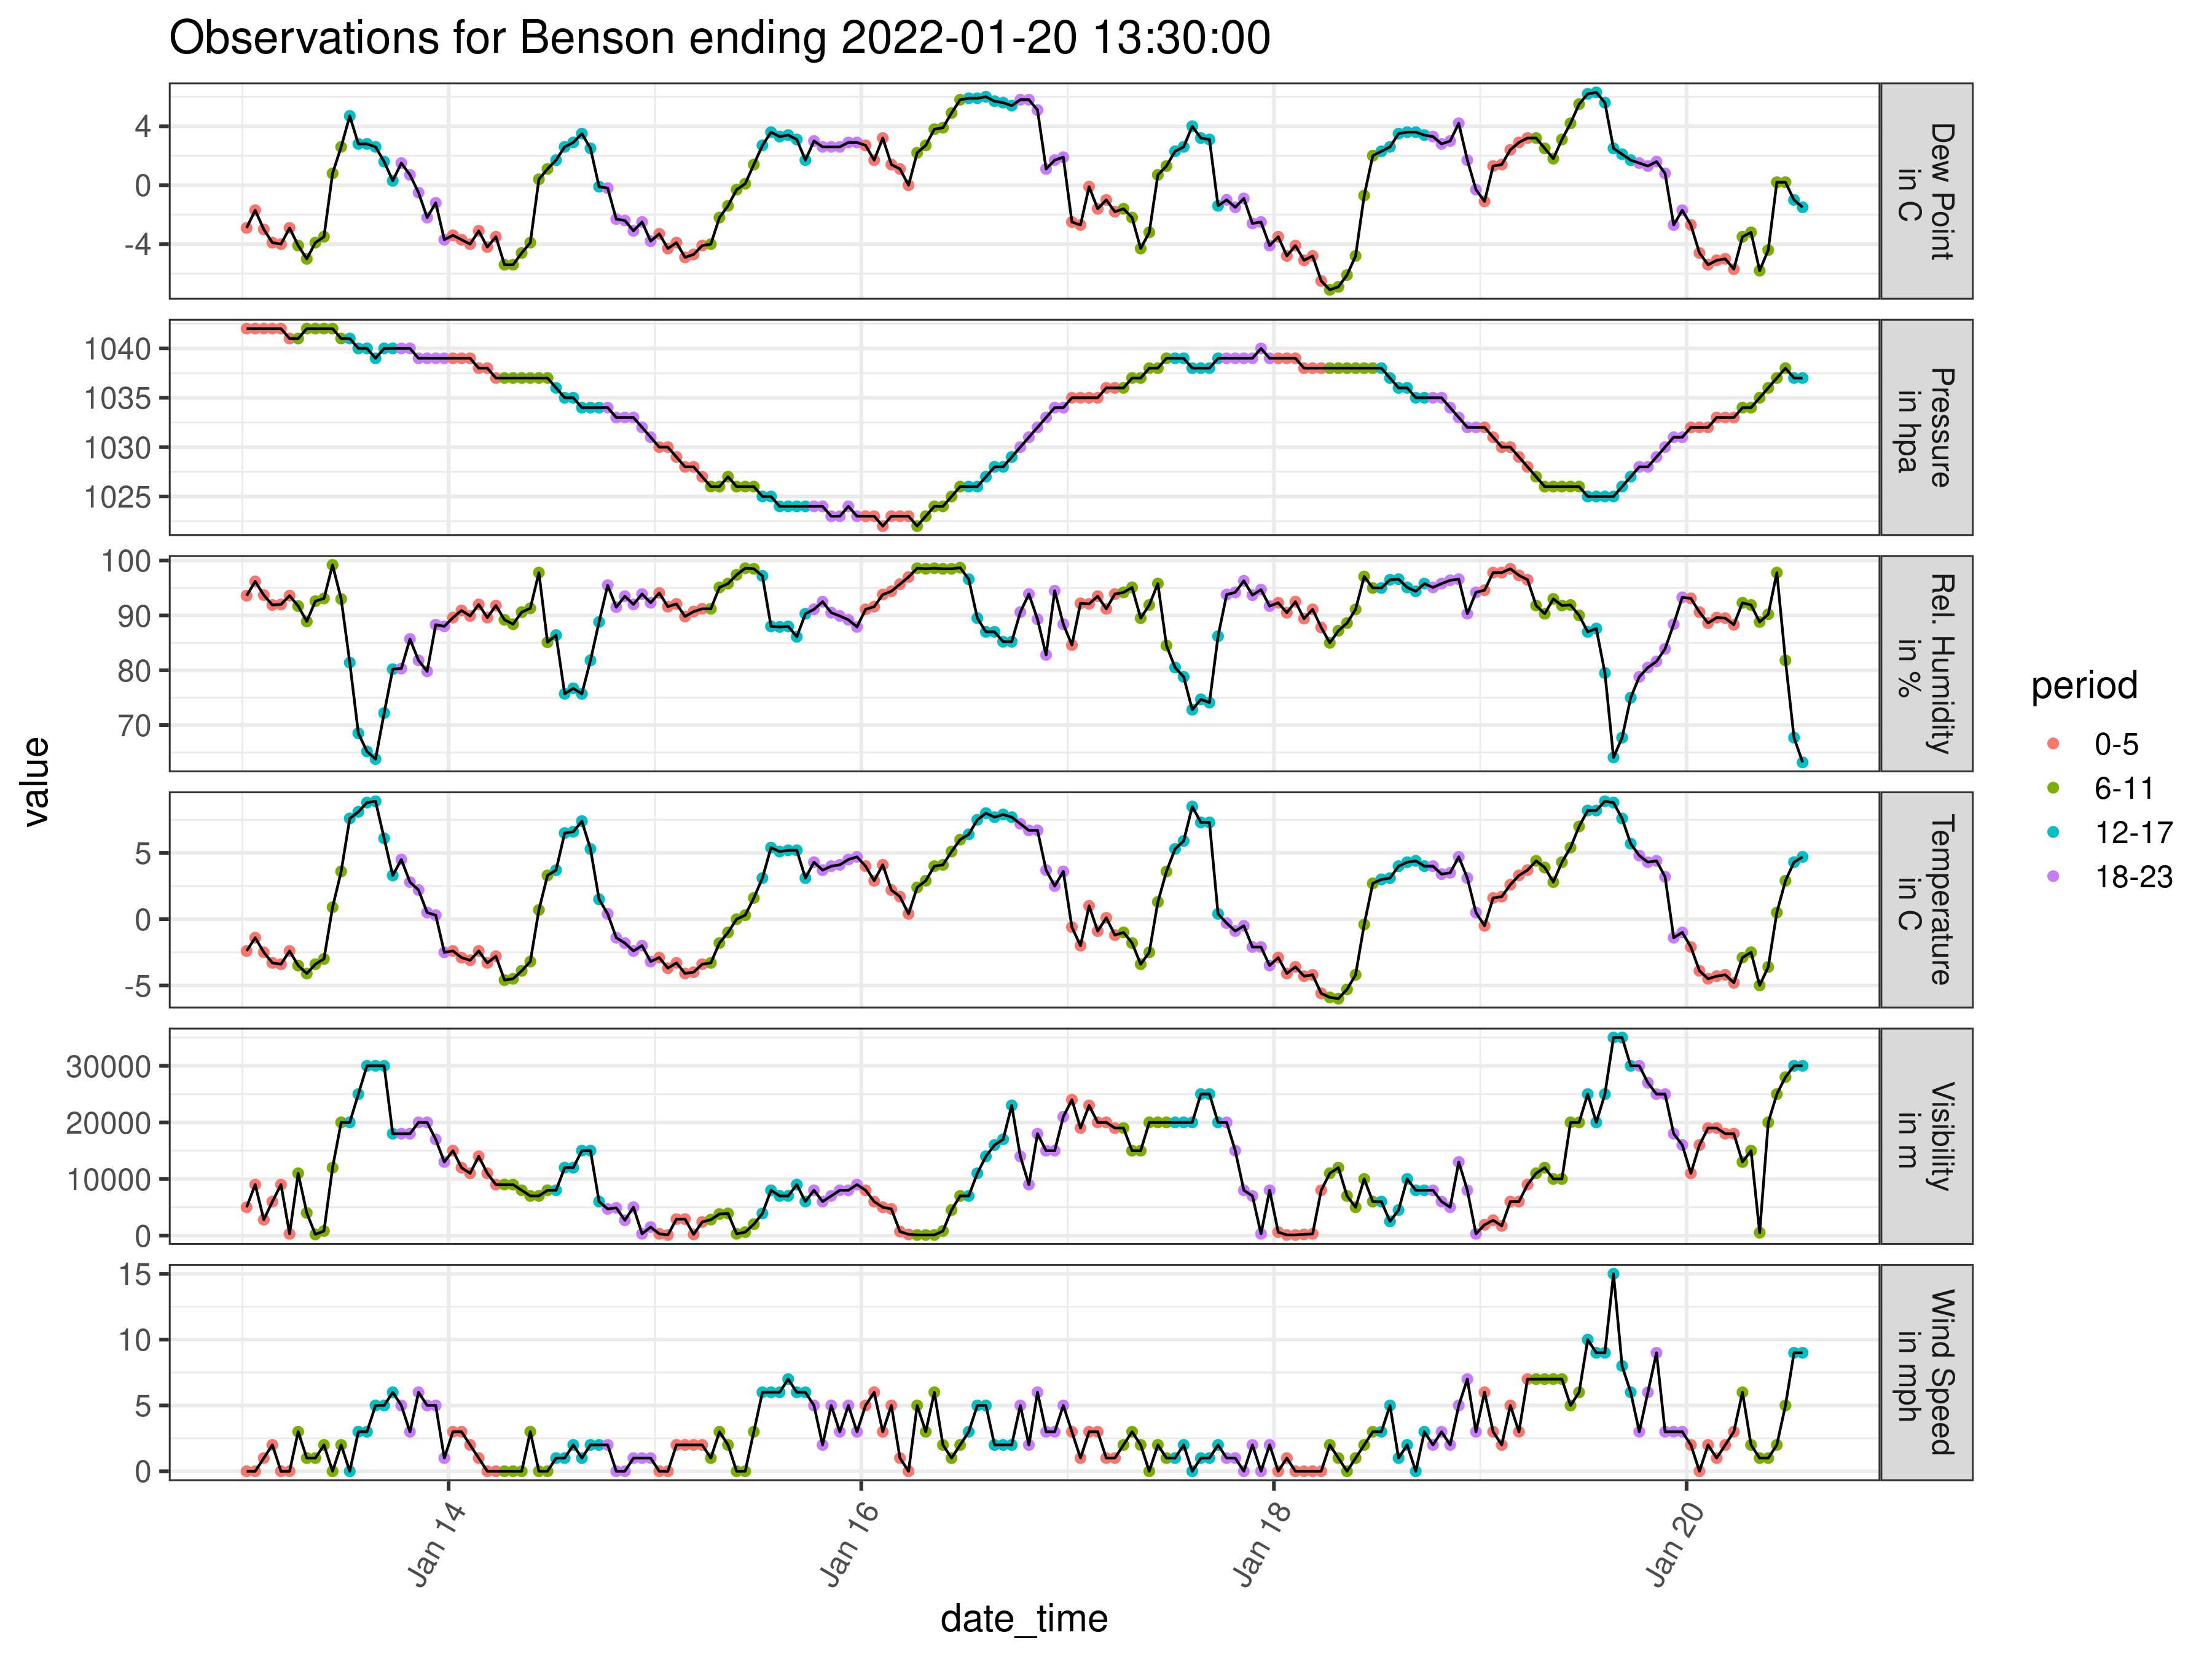 Observations for Benson ending 2022-01-20 13:30:00
value
4
0
-4
Dew Point
in C
1040
1035
1030
1025
Pressure
in hpa
100
90
80
70
Rel. Humidity
in %
5
0
-5
Temperature
in C
30000
20000
10000
0
Visibility
in m
15
10
5
0
Wind Speed
in mph
Jan 14
Jan 16
Jan 18
Jan 20
date_time
period
0-5
6-11
12-17
18-23